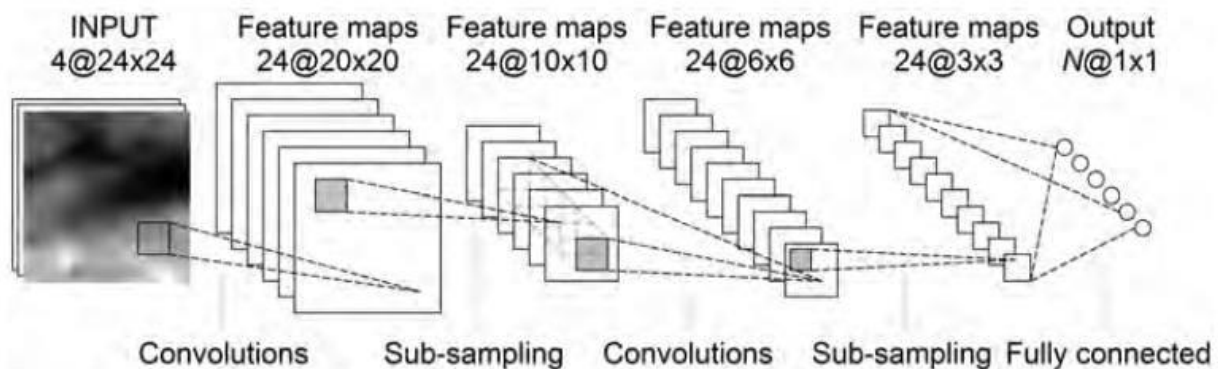 INPUT
4@24x24
Feature maps
24@20x20
Feature maps
24@10x10
Feature maps
24@6x6
Feature maps
24@3x3
Output
N@1x1
Convolutions
Sub-sampling
Convolutions
Sub-sampling
Fully connected